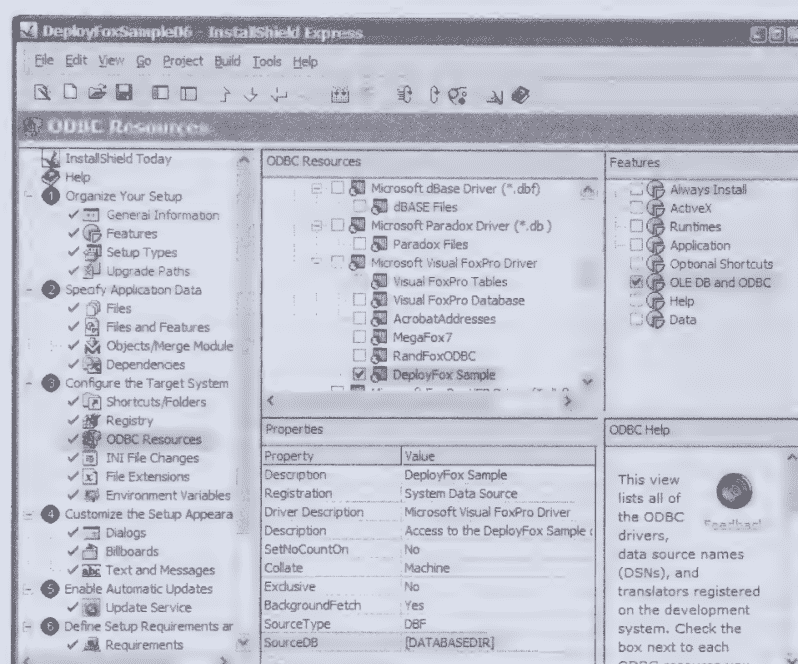 DeployFoxSample06 - InstallShield Express
File Edit View Go Project Build Tools Help
ODBC Resources
InstallShield Today
Help
1 Organize Your Setup
General Information
Features
Setup Types
Upgrade Paths
2 Specify Application Data
Files
Files and Features
Objects/Merge Module
Dependencies
3 Configure the Target System
Shortcuts/Folders
Registry
ODBC Resources
INI File Changes
File Extensions
Environment Variables
4 Customize the Setup Appeara
Dialogs
Billboards
Text and Messages
5 Enable Automatic Updates
Update Service
6 Define Setup Requirements ar
Requirements
ODBC Resources
Microsoft dBase Driver (*.dbf)
dBASE Files
Microsoft Paradox Driver (*.db )
Paradox Files
Microsoft Visual FoxPro Driver
Visual FoxPro Tables
Visual FoxPro Database
AcrobatAddresses
MegaFox7
RandFoxODBC
DeployFox Sample
Features
Always Install
ActiveX
Runtimes
Application
Optional Shortcuts
OLE DB and ODBC
Help
Data
Properties
Property Value
Description DeployFox Sample
Registration System Data Source
Driver Description Microsoft Visual FoxPro Driver
Description Access to the DeployFox Sample
SetNoCountOn No
Collate Machine
Exclusive No
BackgroundFetch Yes
SourceType DBF
SourceDB [DATABASEDIR]
ODBC Help
Feedback
This view
lists all of
the ODBC
drivers,
data source names
(DSNs), and
translators registered
on the development
system. Check the
box next to each